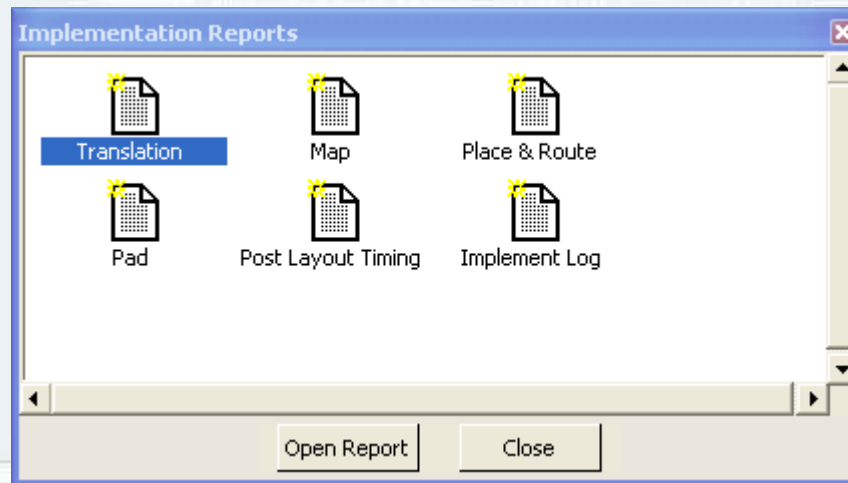 Implementation Reports
Translation
Map
Place & Route
Pad
Post Layout Timing
Implement Log
Open Report
Close